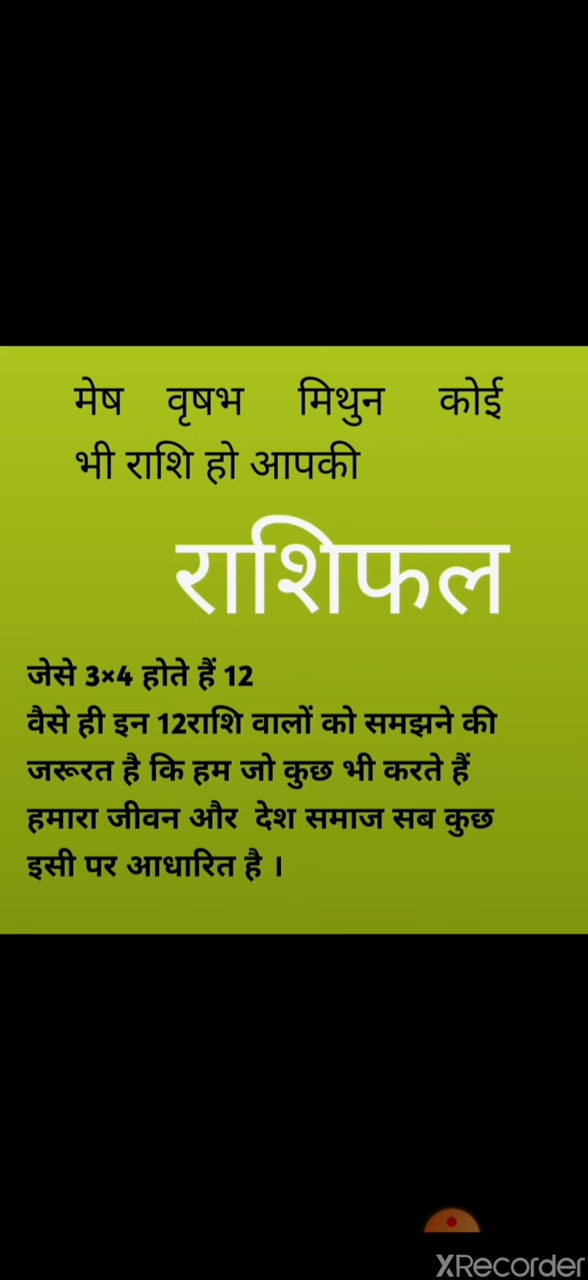 मेष वृषभ मिथुन कोई
भी राशि हो आपकी
राशिफल
जेसे 3×4 होते हैं 12
वैसे ही इन 12राशि वालों को समझने की
जरूरत है कि हम जो कुछ भी करते हैं
हमारा जीवन और देश समाज सब कुछ
इसी पर आधारित है ।
XRecorder